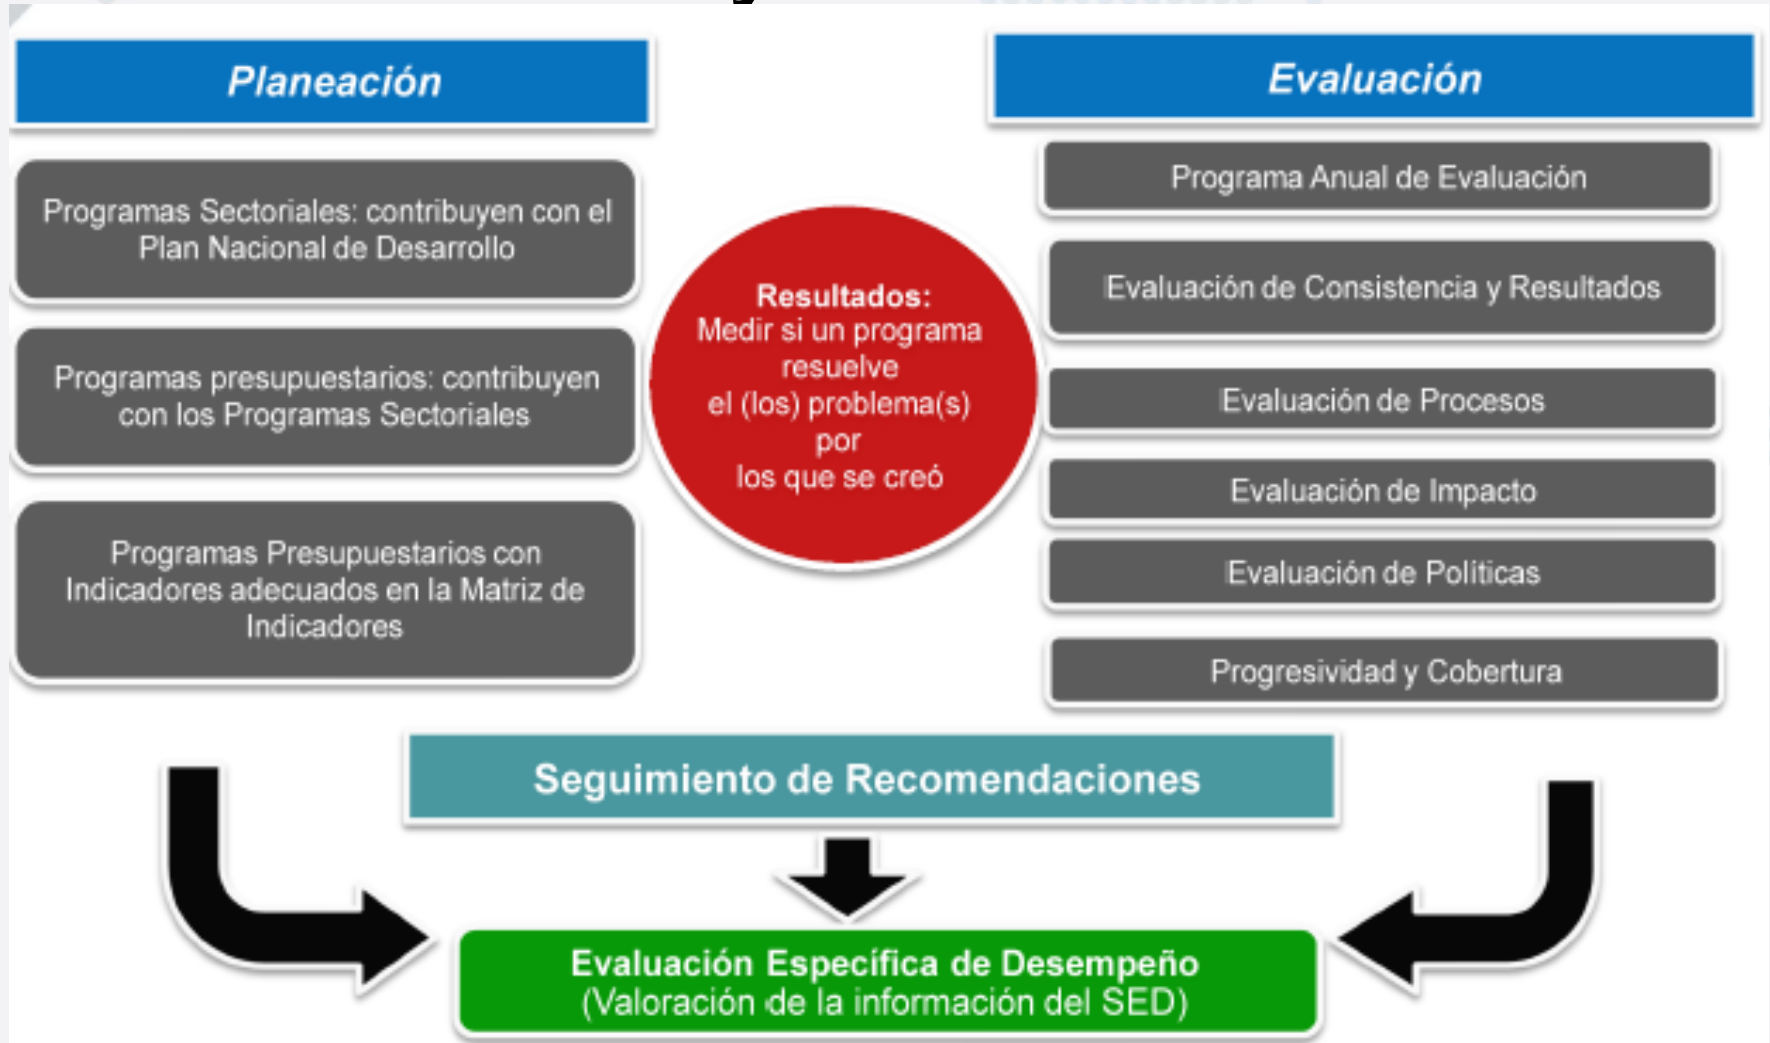 Planeación
Programas Sectoriales: contribuyen con el
Plan Nacional de Desarrollo
Programas presupuestarios: contribuyen
con los Programas Sectoriales
Programas Presupuestarios con
Indicadores adecuados en la Matriz de
Indicadores
Resultados:
Medir si un programa
resuelve
el (los) problema(s)
por
los que se creó
Evaluación
Programa Anual de Evaluación
Evaluación de Consistencia y Resultados
Evaluación de Procesos
Evaluación de Impacto
Evaluación de Políticas
Progresividad y Cobertura
Seguimiento de Recomendaciones
Evaluación Específica de Desempeño
(Valoración de la información del SED)